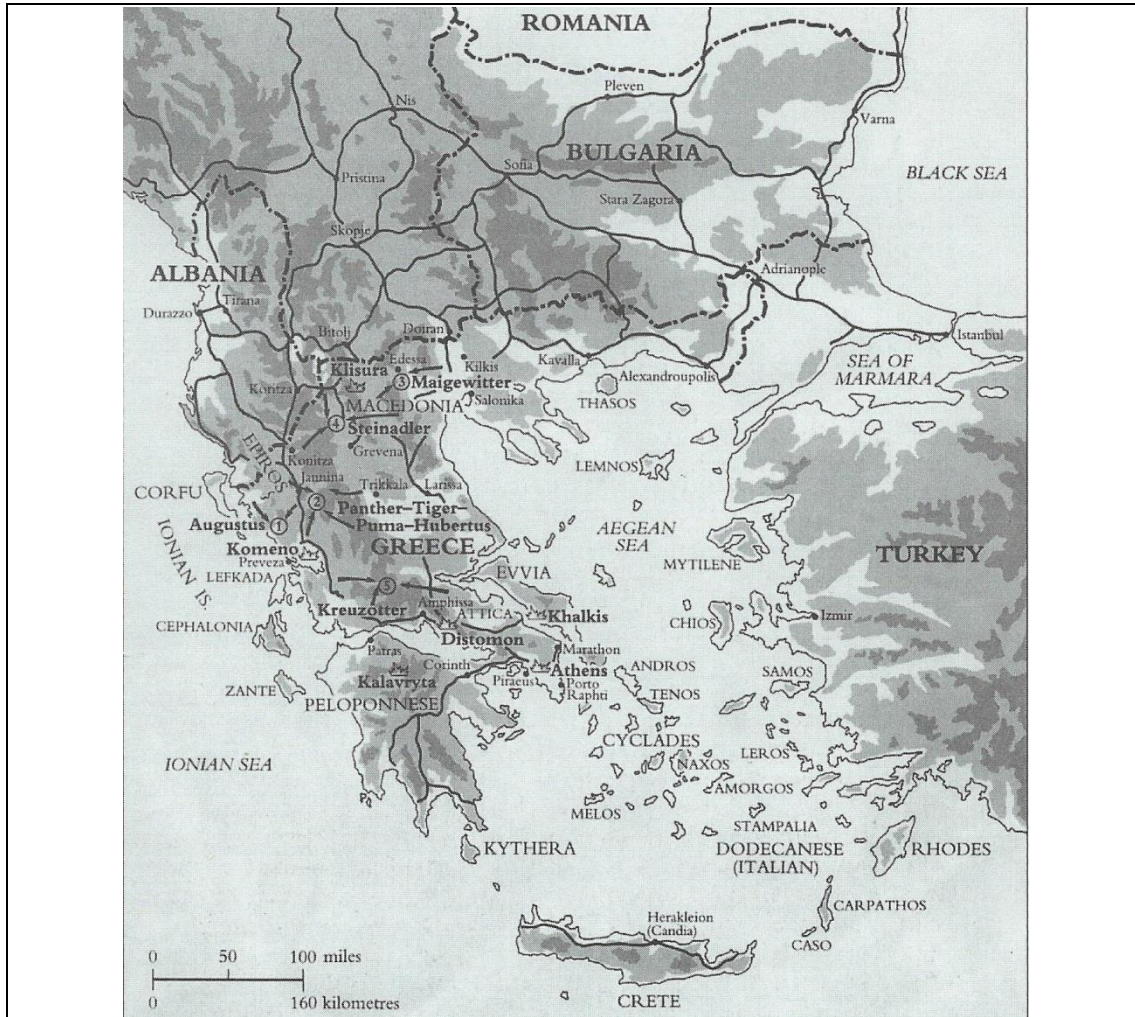 ROMANIA
Pleven
Nis
Varna
Sofia
BULGARIA
BLACK SEA
Pristina
Stara Zagora
Skopje
ALBANIA
Adrianople
Tirana
Durazzo
Istanbul
Bitolj
Doiran
Edessa
Kilkis
Kavalla
Alexandroupolis
SEA OF
MARMARA
Klisura
Koritza
3
Maigewitter
THASOS
MACEDONIA
Salonika
4
Steinadler
EPIROS
Grevena
Konitza
LEMNOS
Jannina
Trikkala
Larissa
CORFU
2
Panther–Tiger–
Puma–Hubertus
AEGEAN
SEA
Augustus
1
IONIAN IS.
GREECE
TURKEY
Komeno
Preveza
MYTILENE
LEFKADA
EVVIA
5
Kreuzotter
Amphissa
ATTICA
Khalkis
CHIOS
Izmir
CEPHALONIA
Distomon
Marathon
Patras
Corinth
Athens
ANDROS
SAMOS
Kalavryta
Piraeus
Porto
Raphti
ZANTE
TENOS
PELOPONNESE
CYCLADES
LEROS
IONIAN SEA
NAXOS
AMORGOS
MELOS
STAMPALIA
KYTHERA
DODECANESE
(ITALIAN)
RHODES
CARPATHOS
Herakleion
(Candia)
CASO
0 50 100 miles
0 160 kilometres
CRETE